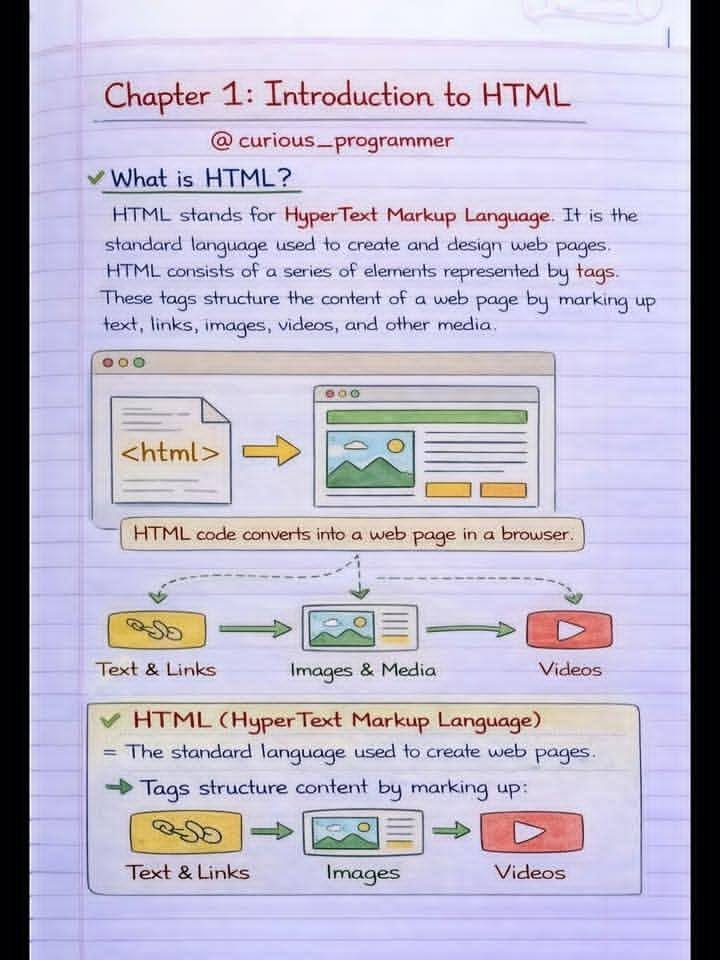 Chapter 1: Introduction to HTML
@ curious_programmer
What is HTML?
HTML stands for HyperText Markup Language. It is the
standard language used to create and design web pages.
HTML consists of a series of elements represented by tags.
These tags structure the content of a web page by marking up
text, links, images, videos, and other media.
<html>
HTML code converts into a web page in a browser.
Text & Links
Images & Media
Videos
HTML (HyperText Markup Language)
= The standard language used to create web pages.
Tags structure content by marking up:
Text & Links
Images
Videos